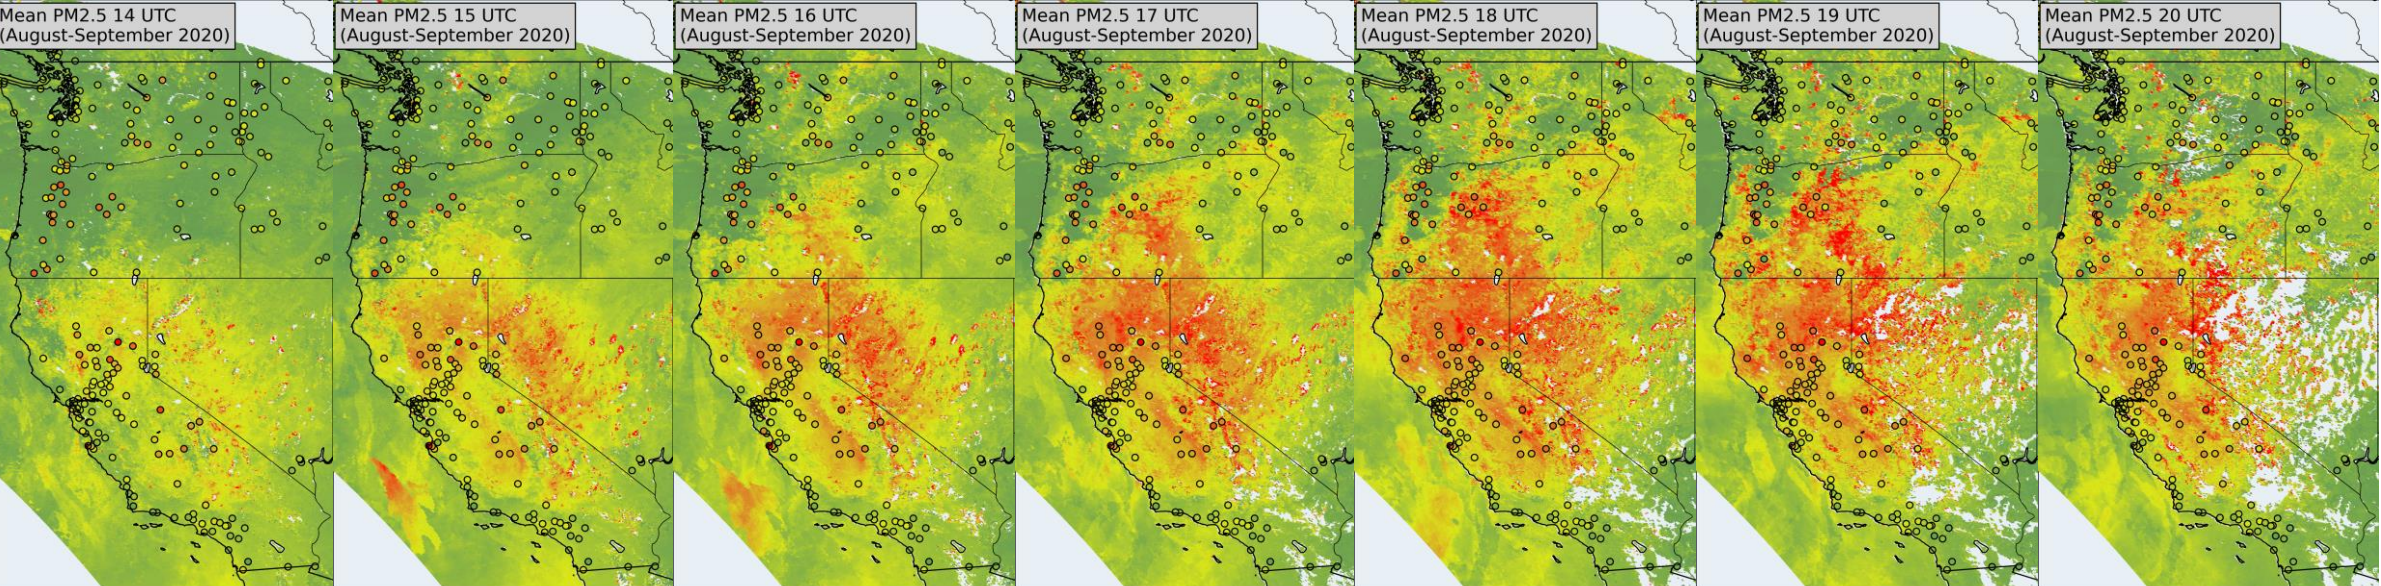 Mean PM2.5 14 UTC
(August-September 2020)
Mean PM2.5 15 UTC
(August-September 2020)
Mean PM2.5 16 UTC
(August-September 2020)
Mean PM2.5 17 UTC
(August-September 2020)
Mean PM2.5 18 UTC
(August-September 2020)
Mean PM2.5 19 UTC
(August-September 2020)
Mean PM2.5 20 UTC
(August-September 2020)